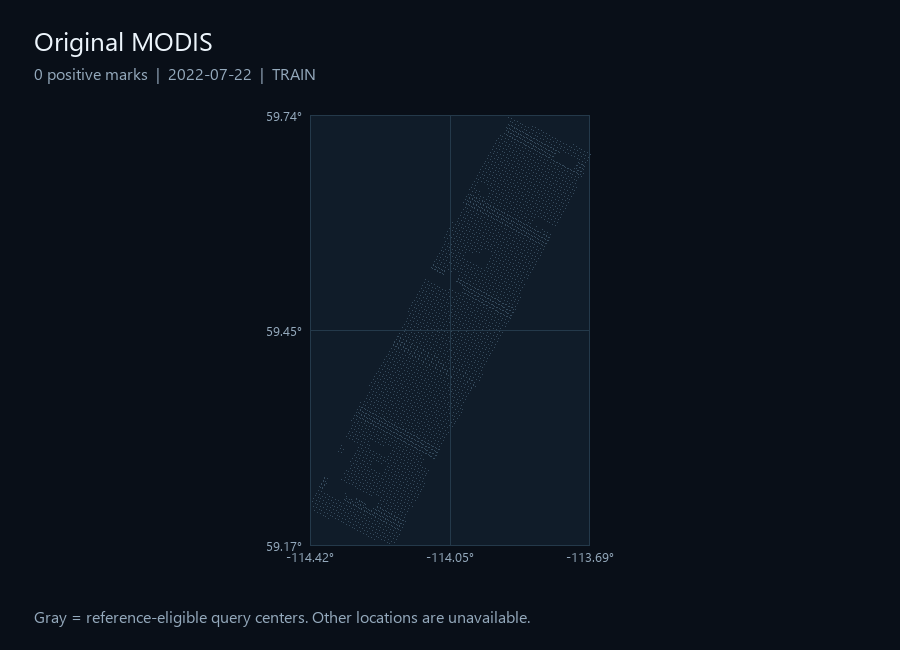 Original MODIS
0 positive marks | 2022-07-22 | TRAIN
59.74°
59.45°
59.17°
-114.42°
-114.05°
-113.69°
Gray = reference-eligible query centers. Other locations are unavailable.